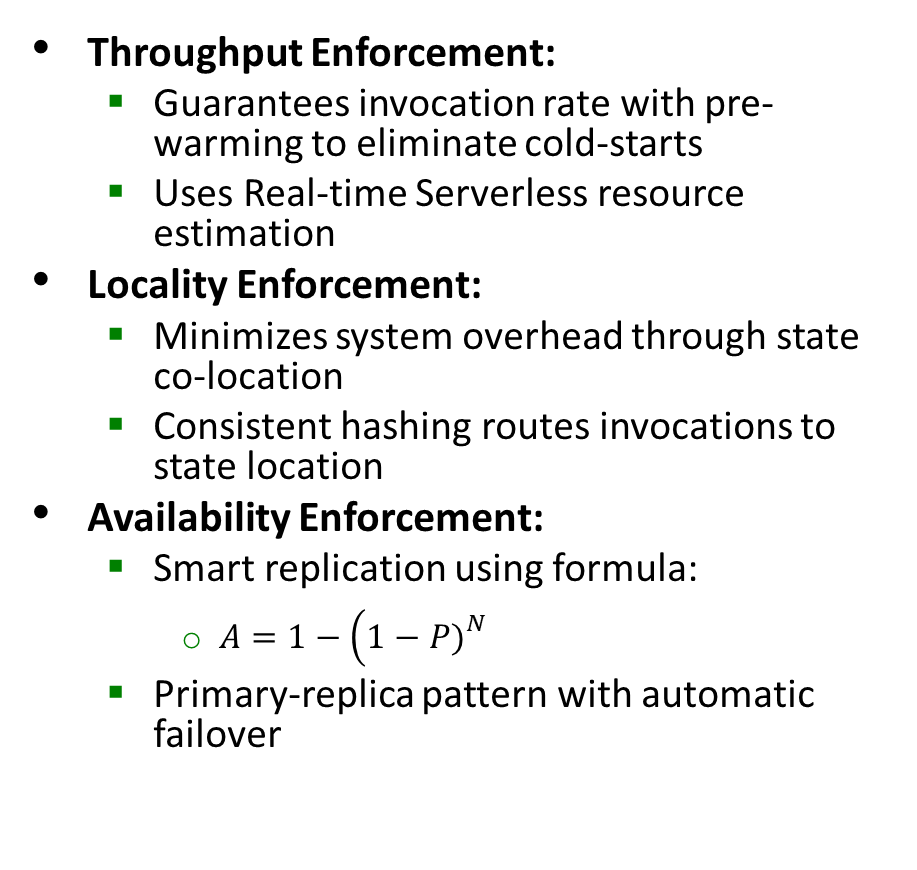 • Throughput Enforcement:
▪ Guarantees invocation rate with pre-
warming to eliminate cold-starts
▪ Uses Real-time Serverless resource
estimation
• Locality Enforcement:
▪ Minimizes system overhead through state
co-location
▪ Consistent hashing routes invocations to
state location
• Availability Enforcement:
▪ Smart replication using formula:
○ A = 1 − (1 − P)^N
▪ Primary-replica pattern with automatic
failover